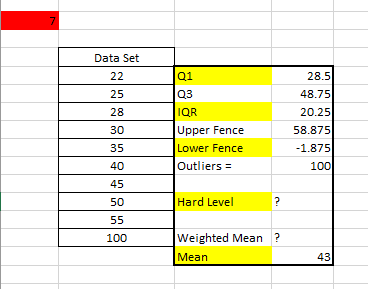 7
Data Set
22 Q1 28.5
25 Q3 48.75
28 IQR 20.25
30 Upper Fence 58.875
35 Lower Fence -1.875
40 Outliers = 100
45
50 Hard Level ?
55
100 Weighted Mean ?
Mean 43